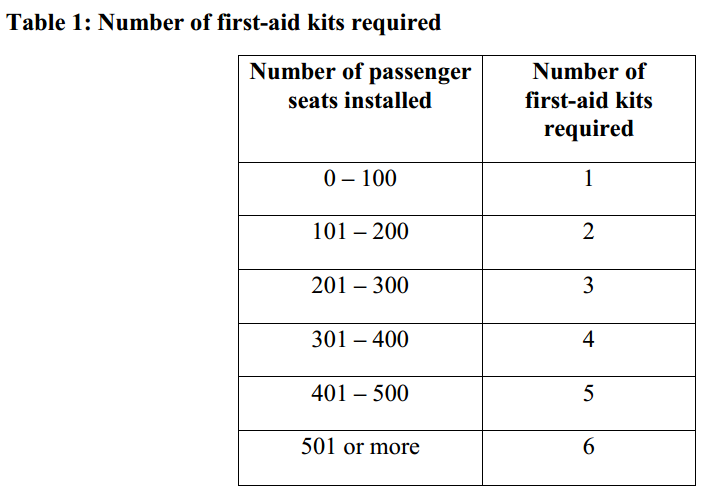 Table 1: Number of first-aid kits required
Number of passenger
seats installed
Number of
first-aid kits
required
0 – 100
1
101 – 200
2
201 – 300
3
301 – 400
4
401 – 500
5
501 or more
6